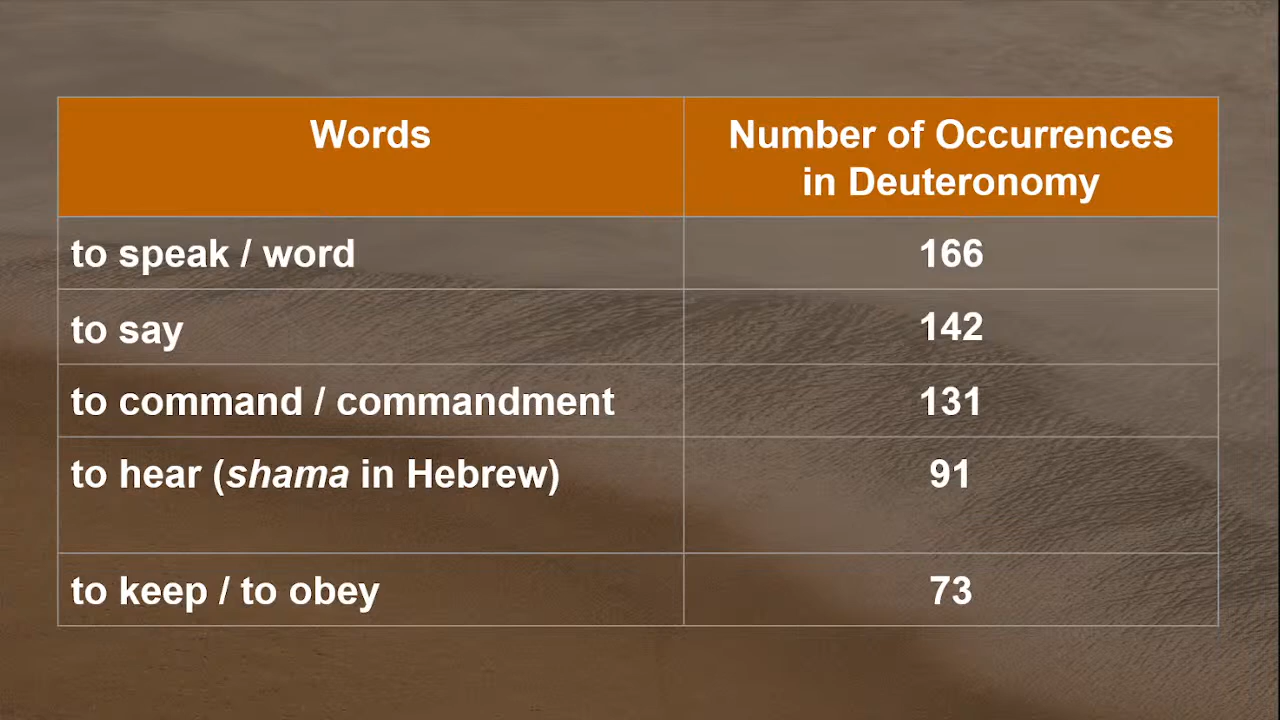 Words
Number of Occurrences
in Deuteronomy
to speak / word
166
to say
142
to command / commandment
131
to hear (shama in Hebrew)
91
to keep / to obey
73